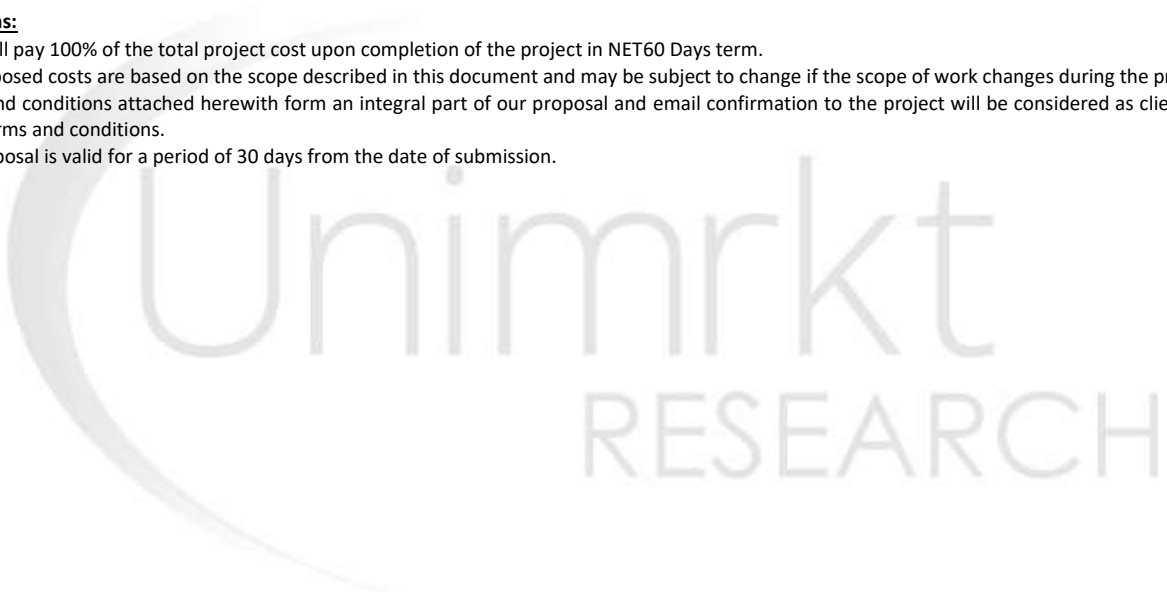 ns:
ll pay 100% of the total project cost upon completion of the project in NET60 Days term.
posed costs are based on the scope described in this document and may be subject to change if the scope of work changes during the pr
nd conditions attached herewith form an integral part of our proposal and email confirmation to the project will be considered as clie
rms and conditions.
posal is valid for a period of 30 days from the date of submission.
Unimrkt
RESEARCH